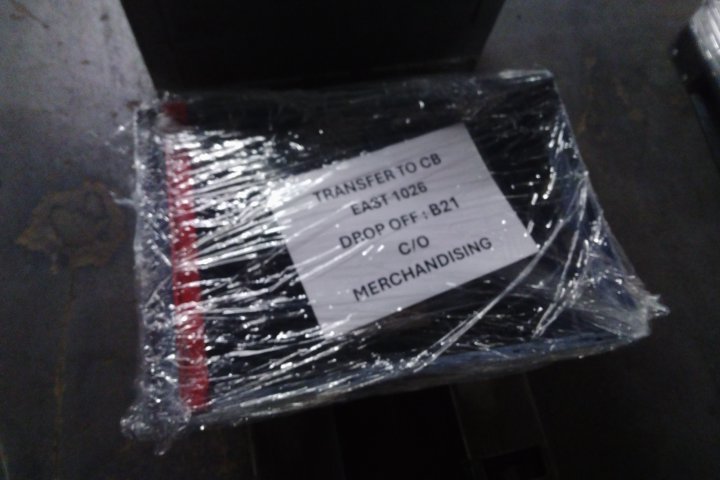 TRANSFER TO CB
EAST 1026
DROP OFF : B21
C/O
MERCHANDISING